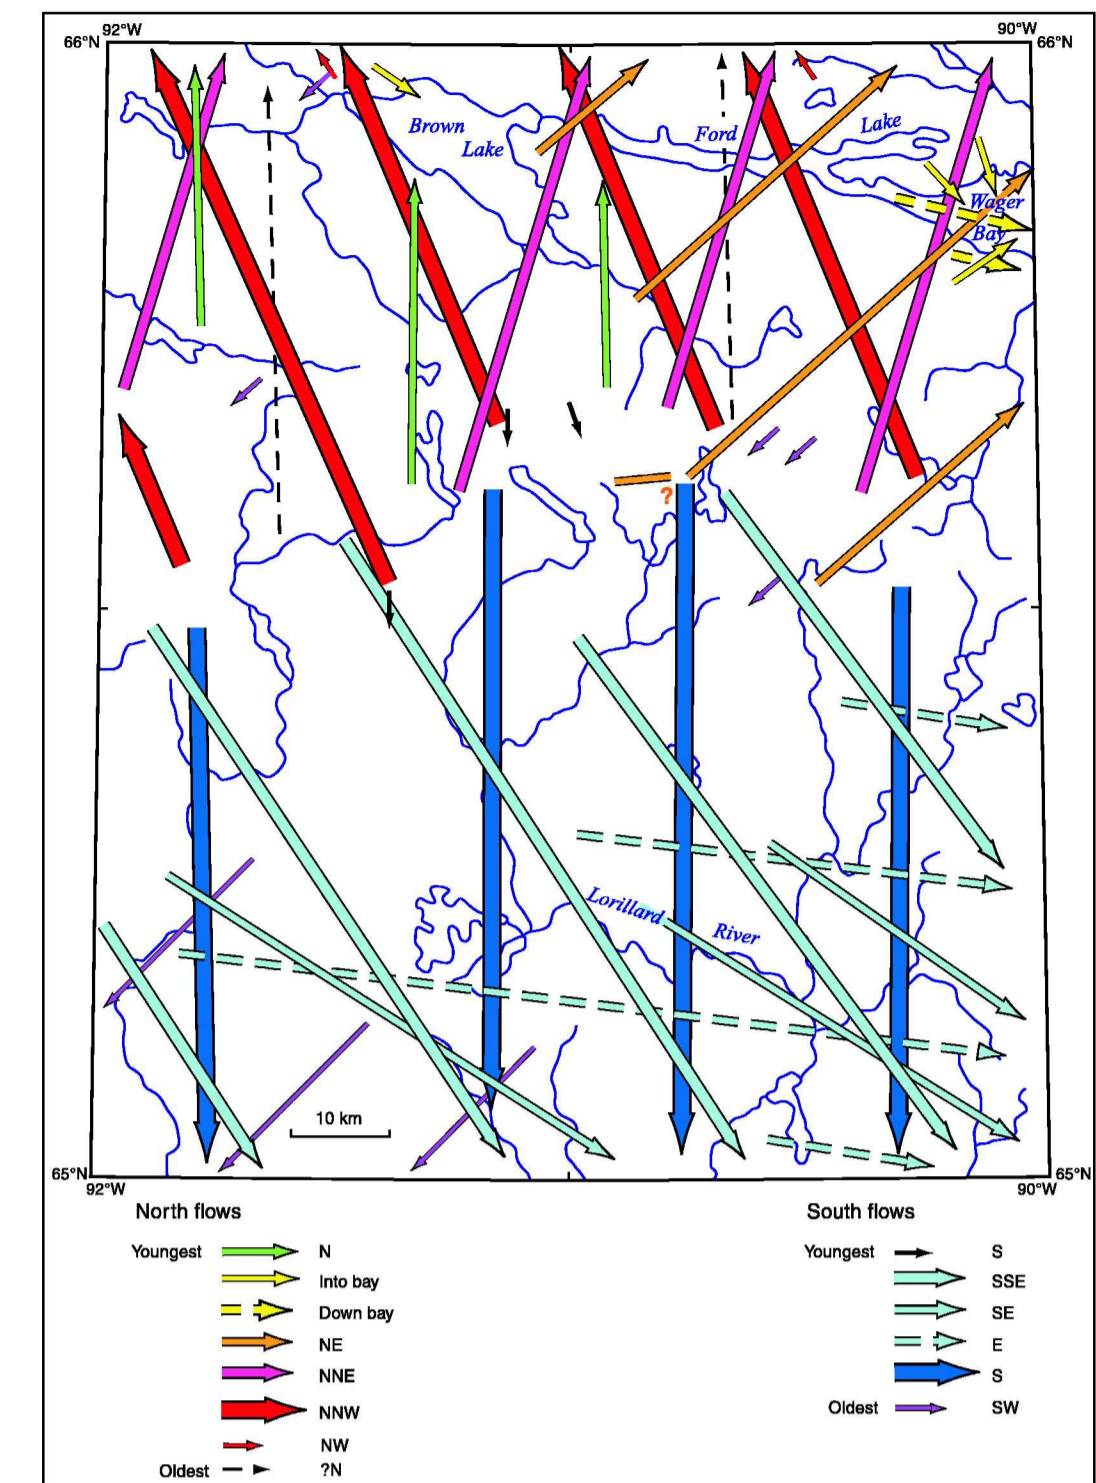 92°W
90°W
66°N
66°N
Brown
Lake
Ford
Lake
Wager
Bay
?
Lorillard
River
10 km
65°N
65°N
92°W
90°W
North flows
Youngest
N
Into bay
Down bay
NE
NNE
NNW
NW
Oldest
?N
South flows
Youngest
S
SSE
SE
E
S
Oldest
SW